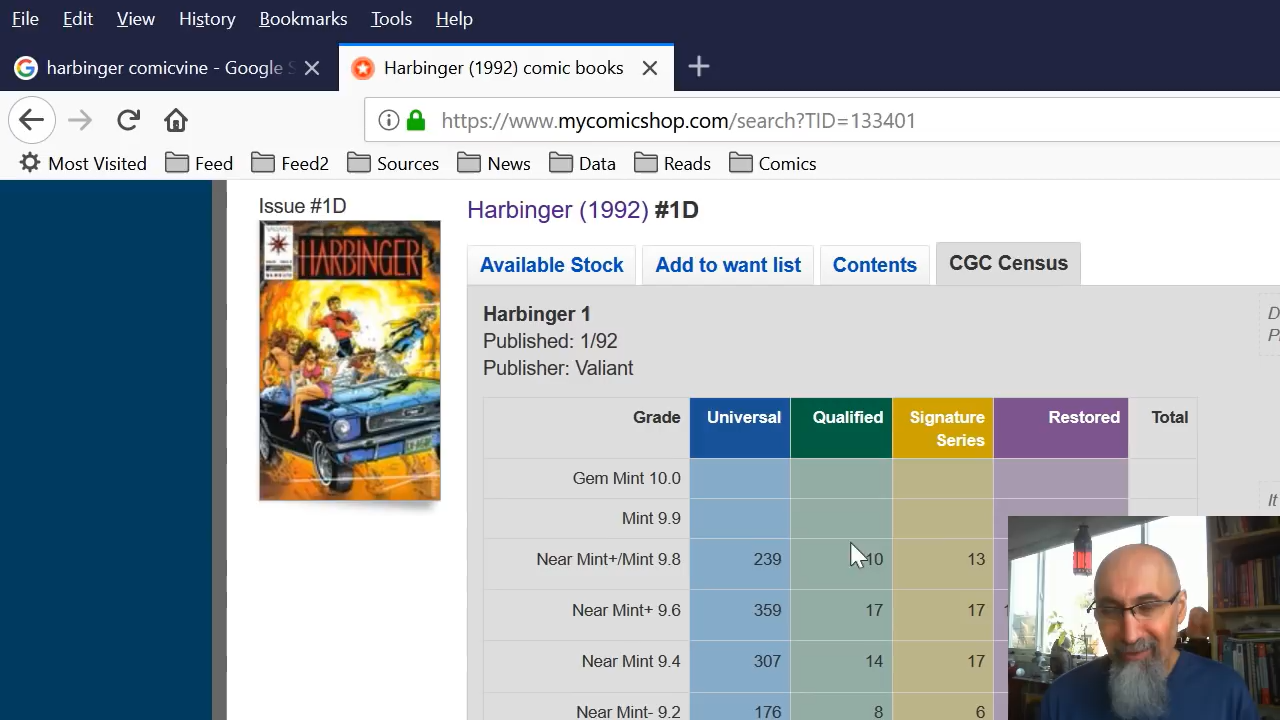 File Edit View History Bookmarks Tools Help
harbinger comicvine - Google S
Harbinger (1992) comic books
https://www.mycomicshop.com/search?TID=133401
Most Visited Feed Feed2 Sources News Data Reads Comics
Issue #1D
Harbinger (1992) #1D
VALIANT
HARBINGER
Available Stock Add to want list Contents CGC Census
Harbinger 1
Published: 1/92
Publisher: Valiant
Grade Universal Qualified Signature Series Restored Total
Gem Mint 10.0
Mint 9.9
Near Mint+/Mint 9.8 239 10 13
Near Mint+ 9.6 359 17 17 1
Near Mint 9.4 307 14 17
Near Mint- 9.2 176 8 6
D
P
It